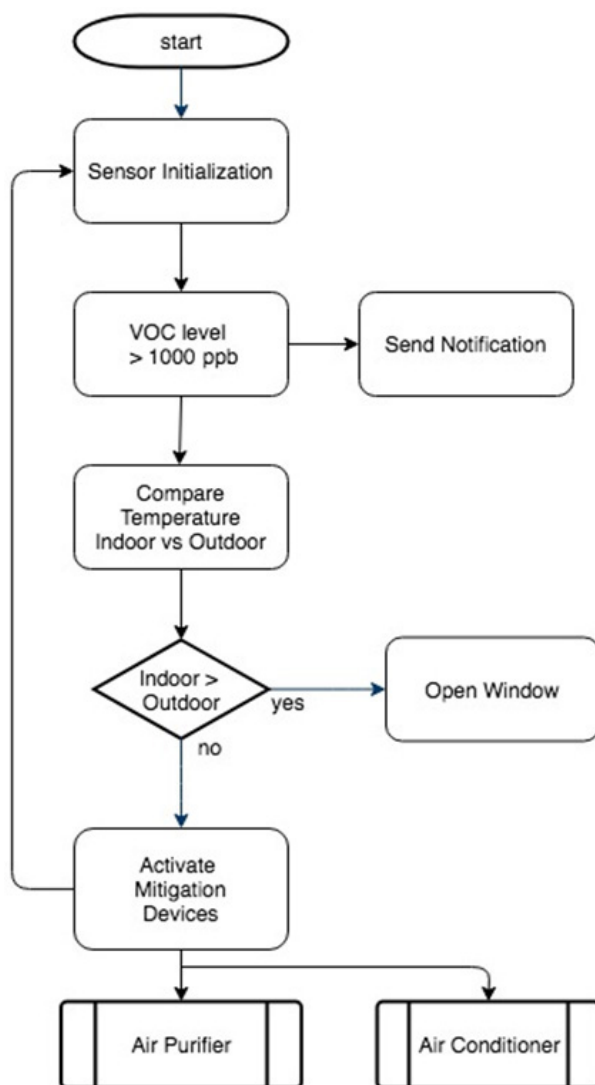 start
Sensor Initialization
VOC level
> 1000 ppb
Send Notification
Compare
Temperature
Indoor vs Outdoor
Indoor >
Outdoor
yes
Open Window
no
Activate
Mitigation
Devices
Air Purifier
Air Conditioner